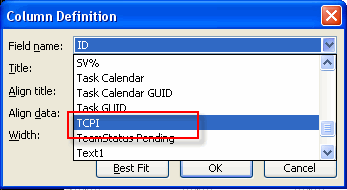 Column Definition
Field name: ID
Title: SV%
Task Calendar
Align title: Task Calendar GUID
Task GUID
Align data: TCPI
TeamStatus Pending
Width: Text1
Best Fit OK Cancel